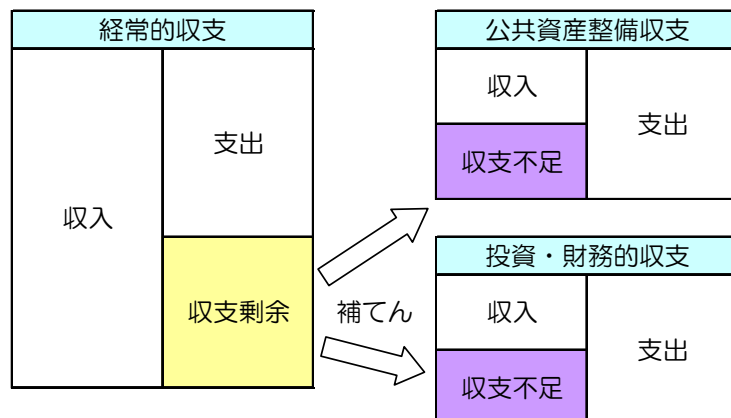 経常的収支
収入
支出
収支剰余
補てん
公共資産整備収支
収入
収支不足
支出
投資・財務的収支
収入
収支不足
支出